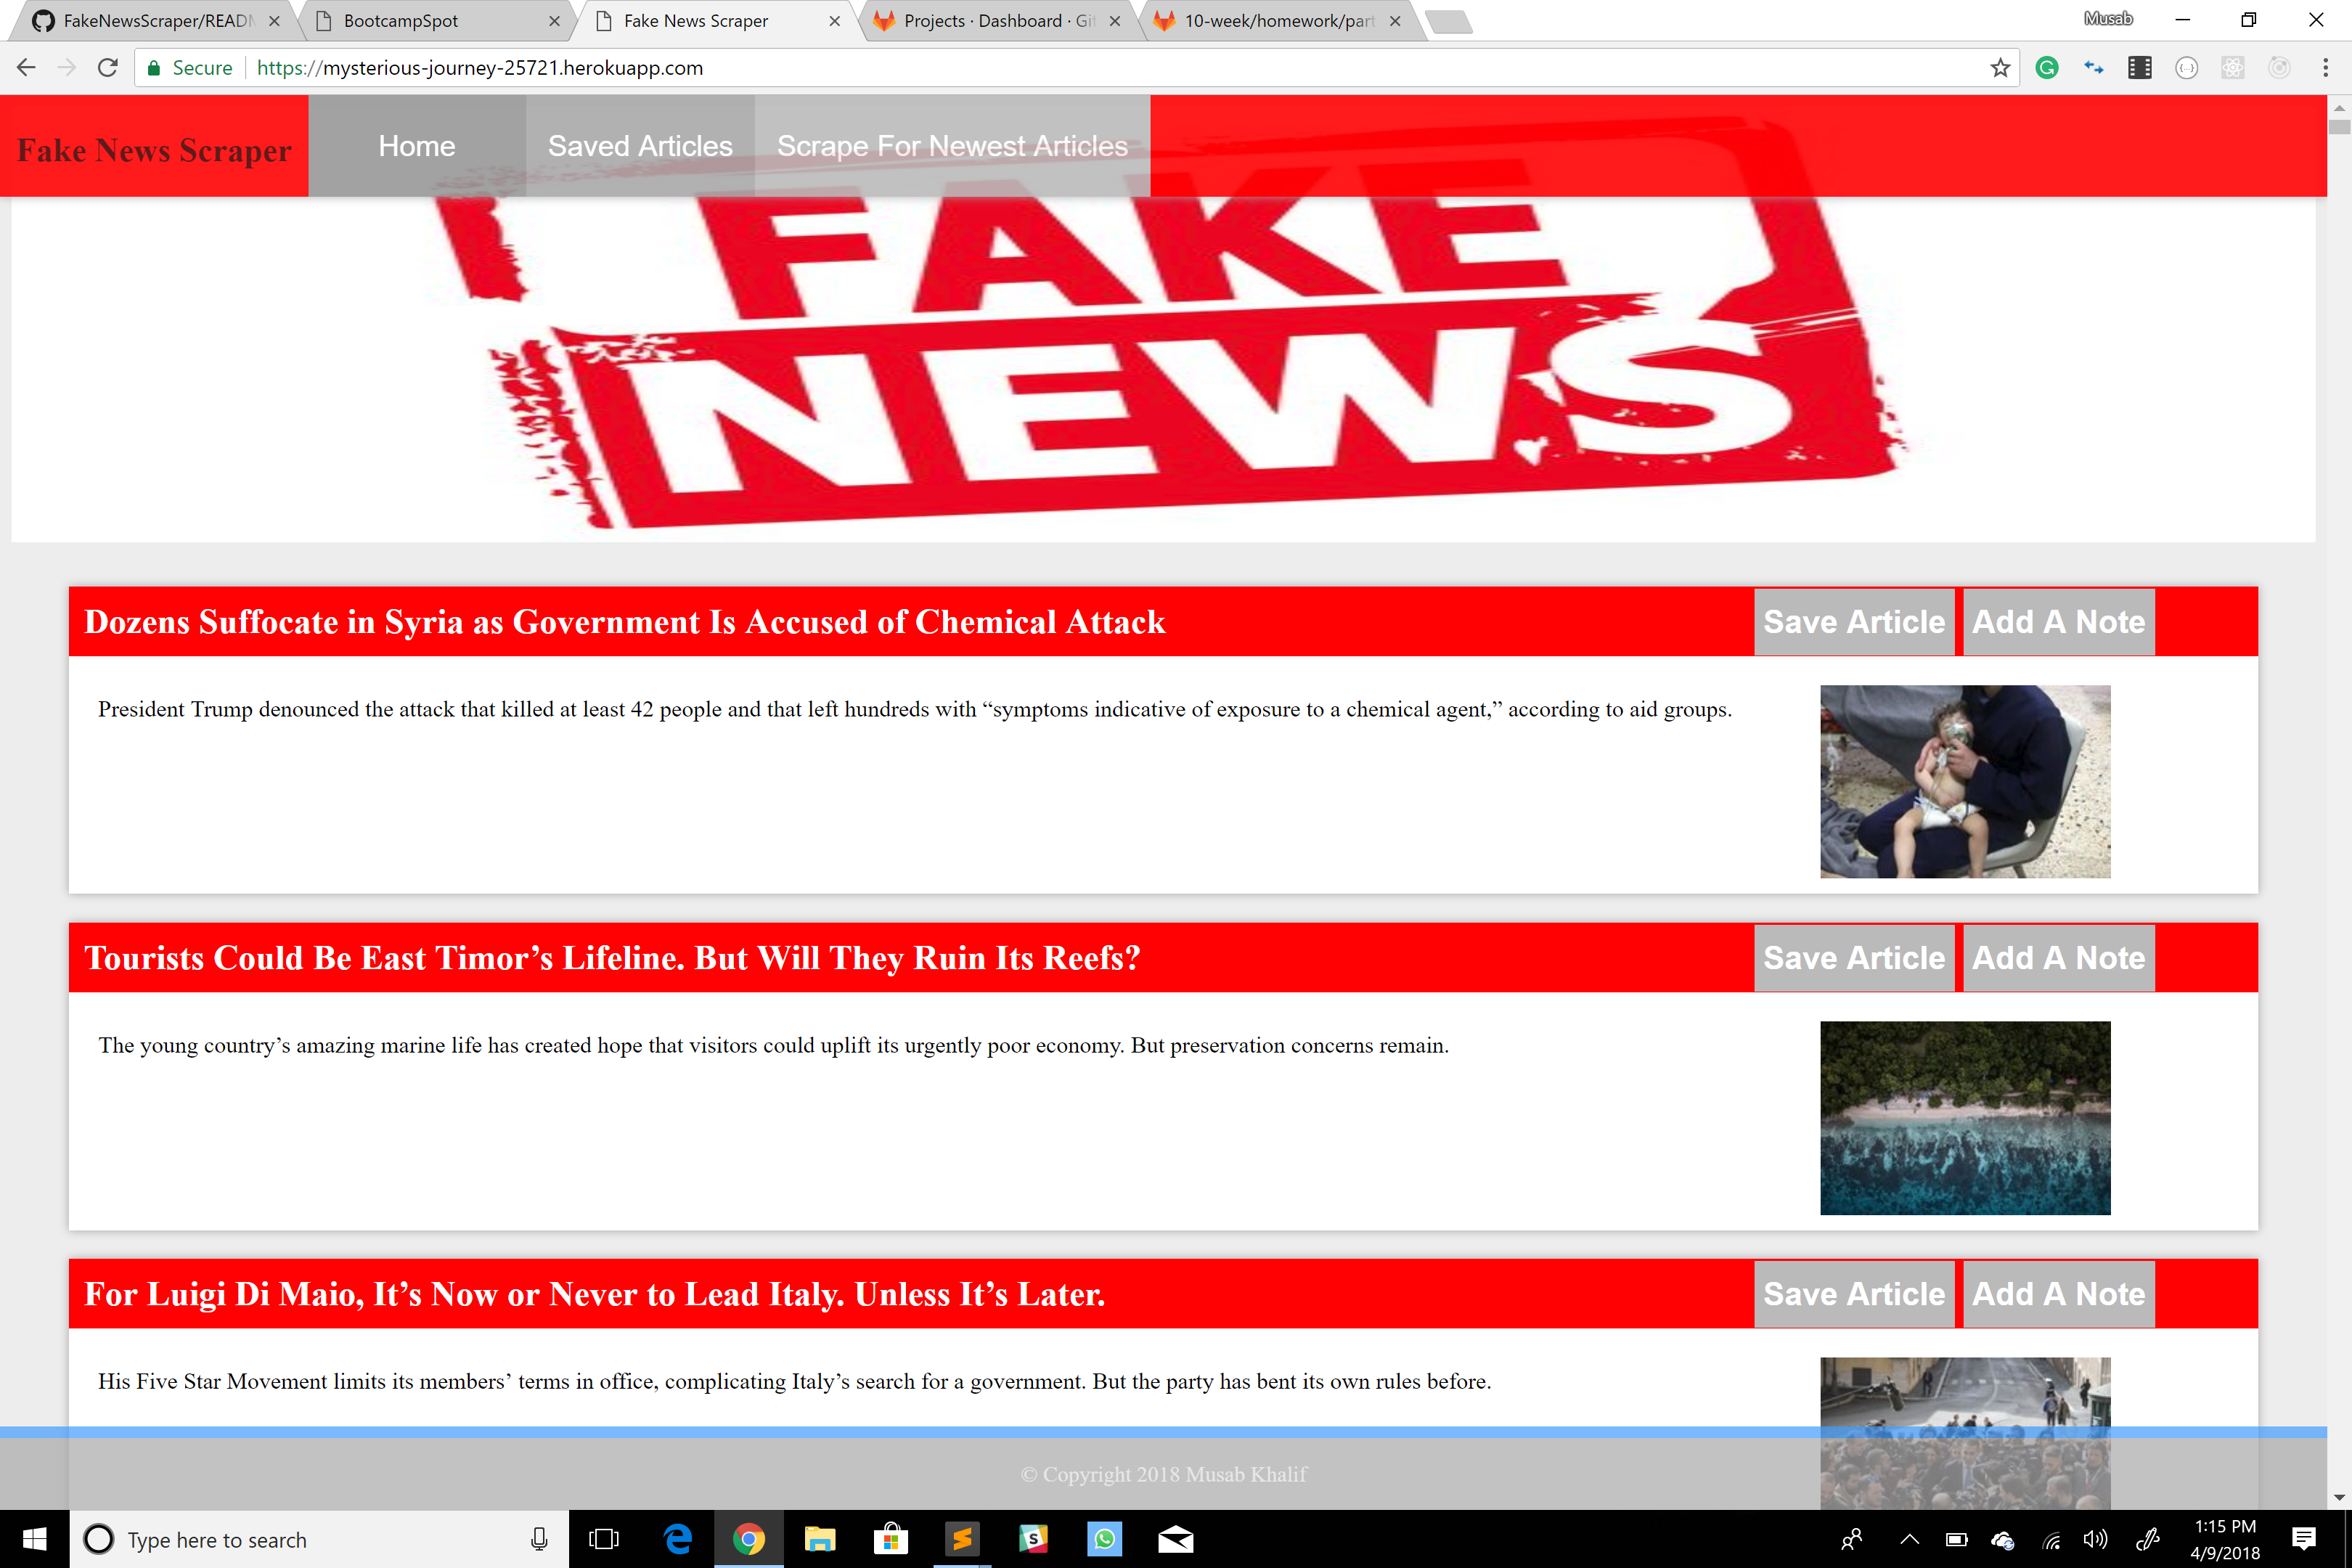 FakeNewsScraper/READ
BootcampSpot
Fake News Scraper
Projects · Dashboard · Git
10-week/homework/part
Musab
Secure
https://mysterious-journey-25721.herokuapp.com
Fake News Scraper
Home
Saved Articles
Scrape For Newest Articles
FAKE
NEWS
Dozens Suffocate in Syria as Government Is Accused of Chemical Attack
Save Article
Add A Note
President Trump denounced the attack that killed at least 42 people and that left hundreds with “symptoms indicative of exposure to a chemical agent,” according to aid groups.
Tourists Could Be East Timor’s Lifeline. But Will They Ruin Its Reefs?
Save Article
Add A Note
The young country’s amazing marine life has created hope that visitors could uplift its urgently poor economy. But preservation concerns remain.
For Luigi Di Maio, It’s Now or Never to Lead Italy. Unless It’s Later.
Save Article
Add A Note
His Five Star Movement limits its members’ terms in office, complicating Italy’s search for a government. But the party has bent its own rules before.
© Copyright 2018 Musab Khalif
Type here to search
1:15 PM
4/9/2018